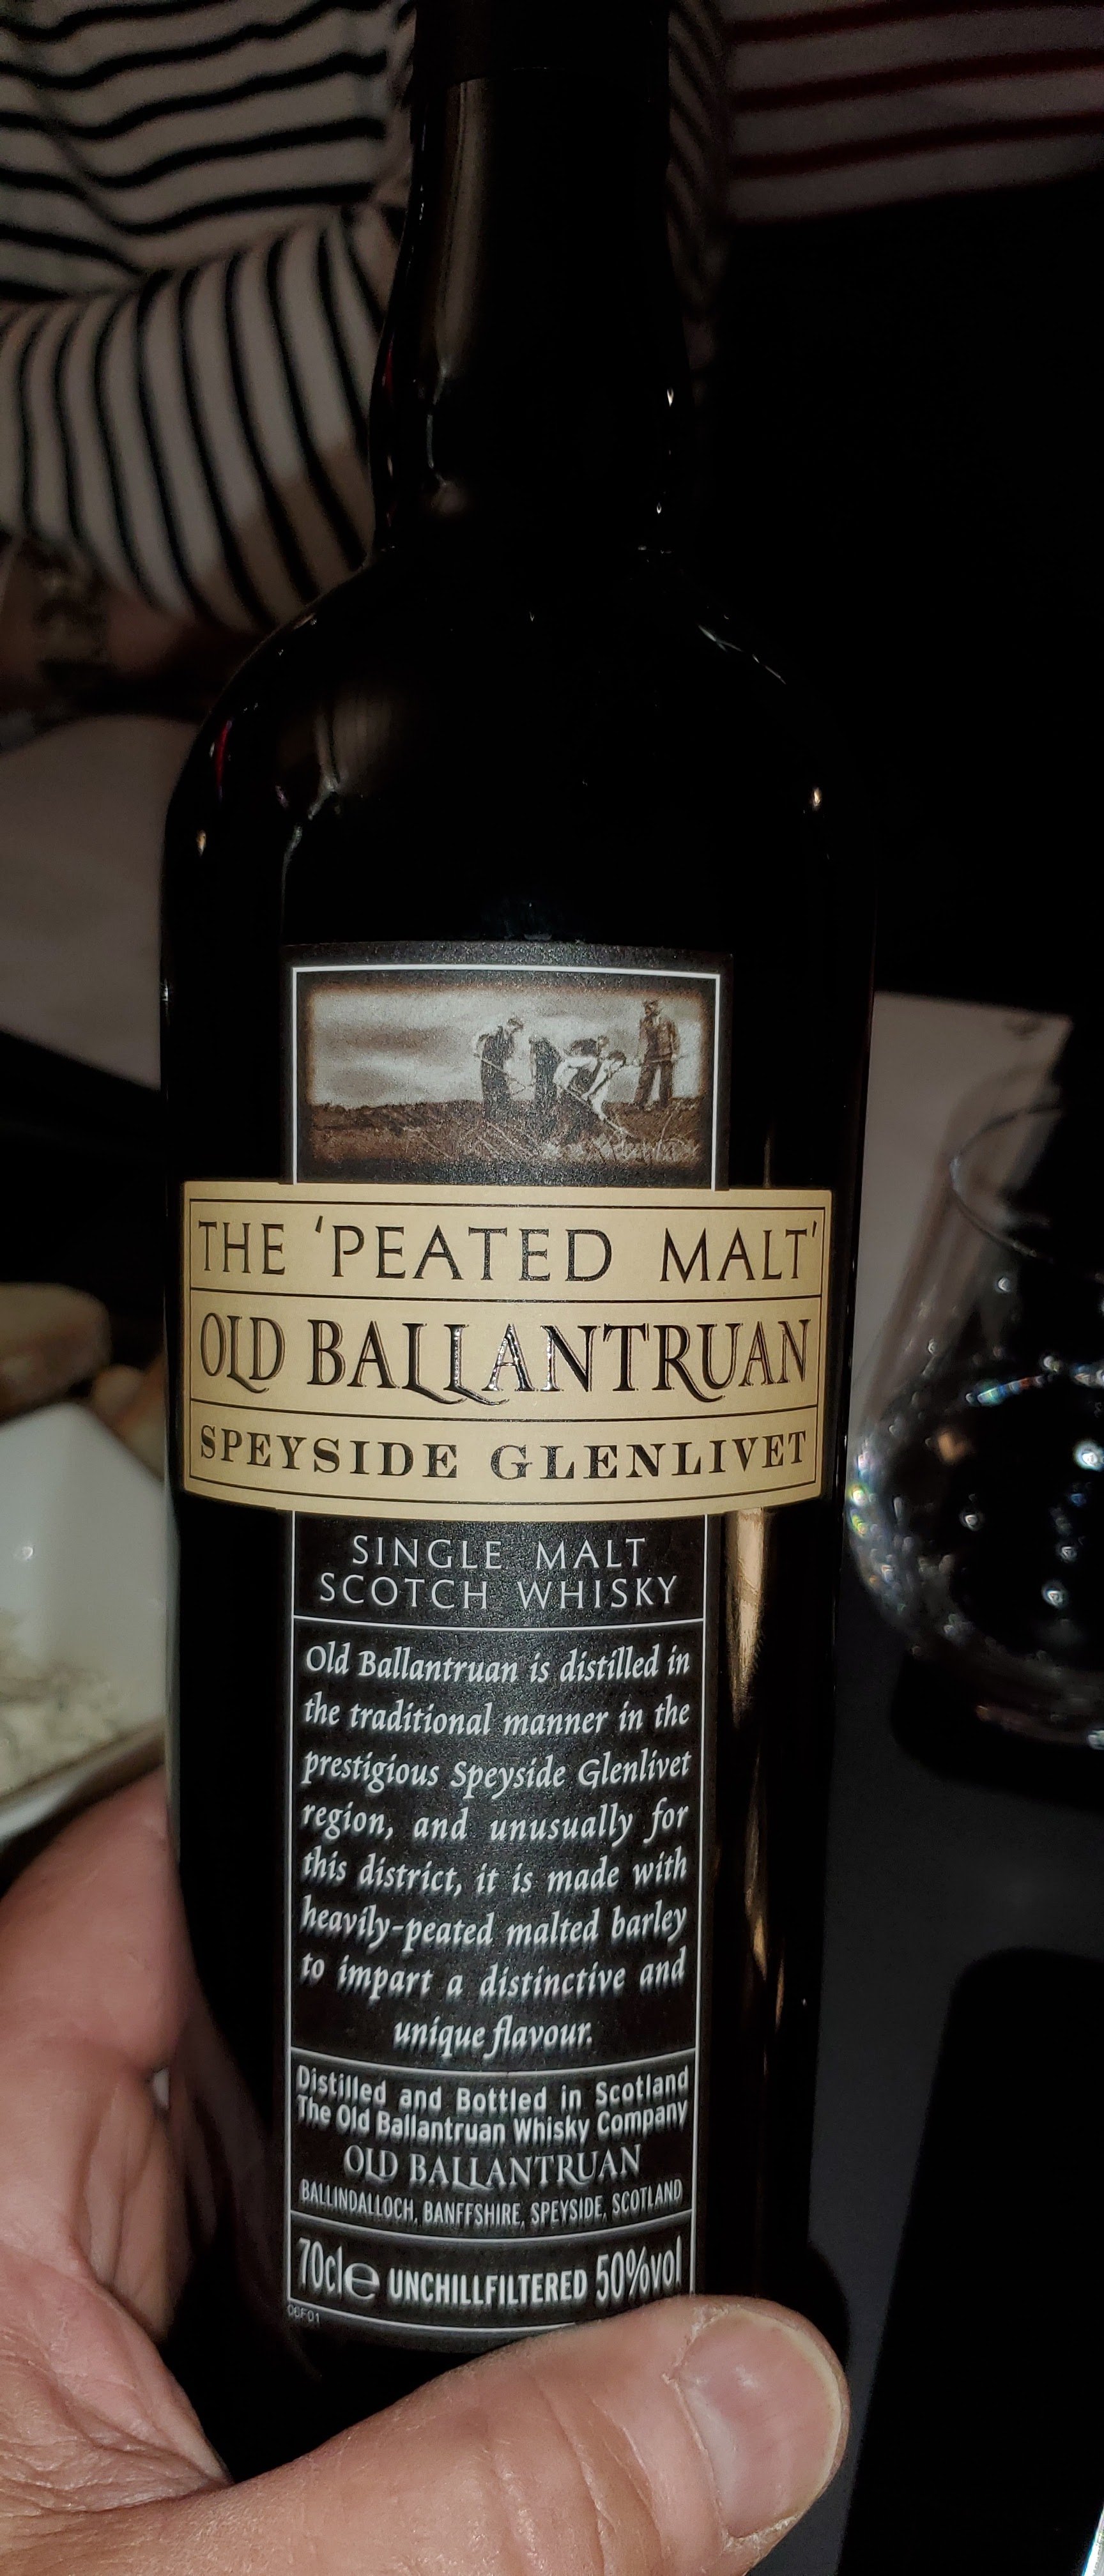 THE 'PEATED MALT'
OLD BALLANTRUAN
SPEYSIDE GLENLIVET
SINGLE MALT
SCOTCH WHISKY
Old Ballantruan is distilled in
the traditional manner in the
prestigious Speyside Glenlivet
region, and unusually for
this district, it is made with
heavily-peated malted barley
to impart a distinctive and
unique flavour.
Distilled and Bottled in Scotland
The Old Ballantruan Whisky Company
OLD BALLANTRUAN
BALLINDALLOCH, BANFFSHIRE, SPEYSIDE, SCOTLAND
70cl e UNCHILLFILTERED 50%vol
06F01